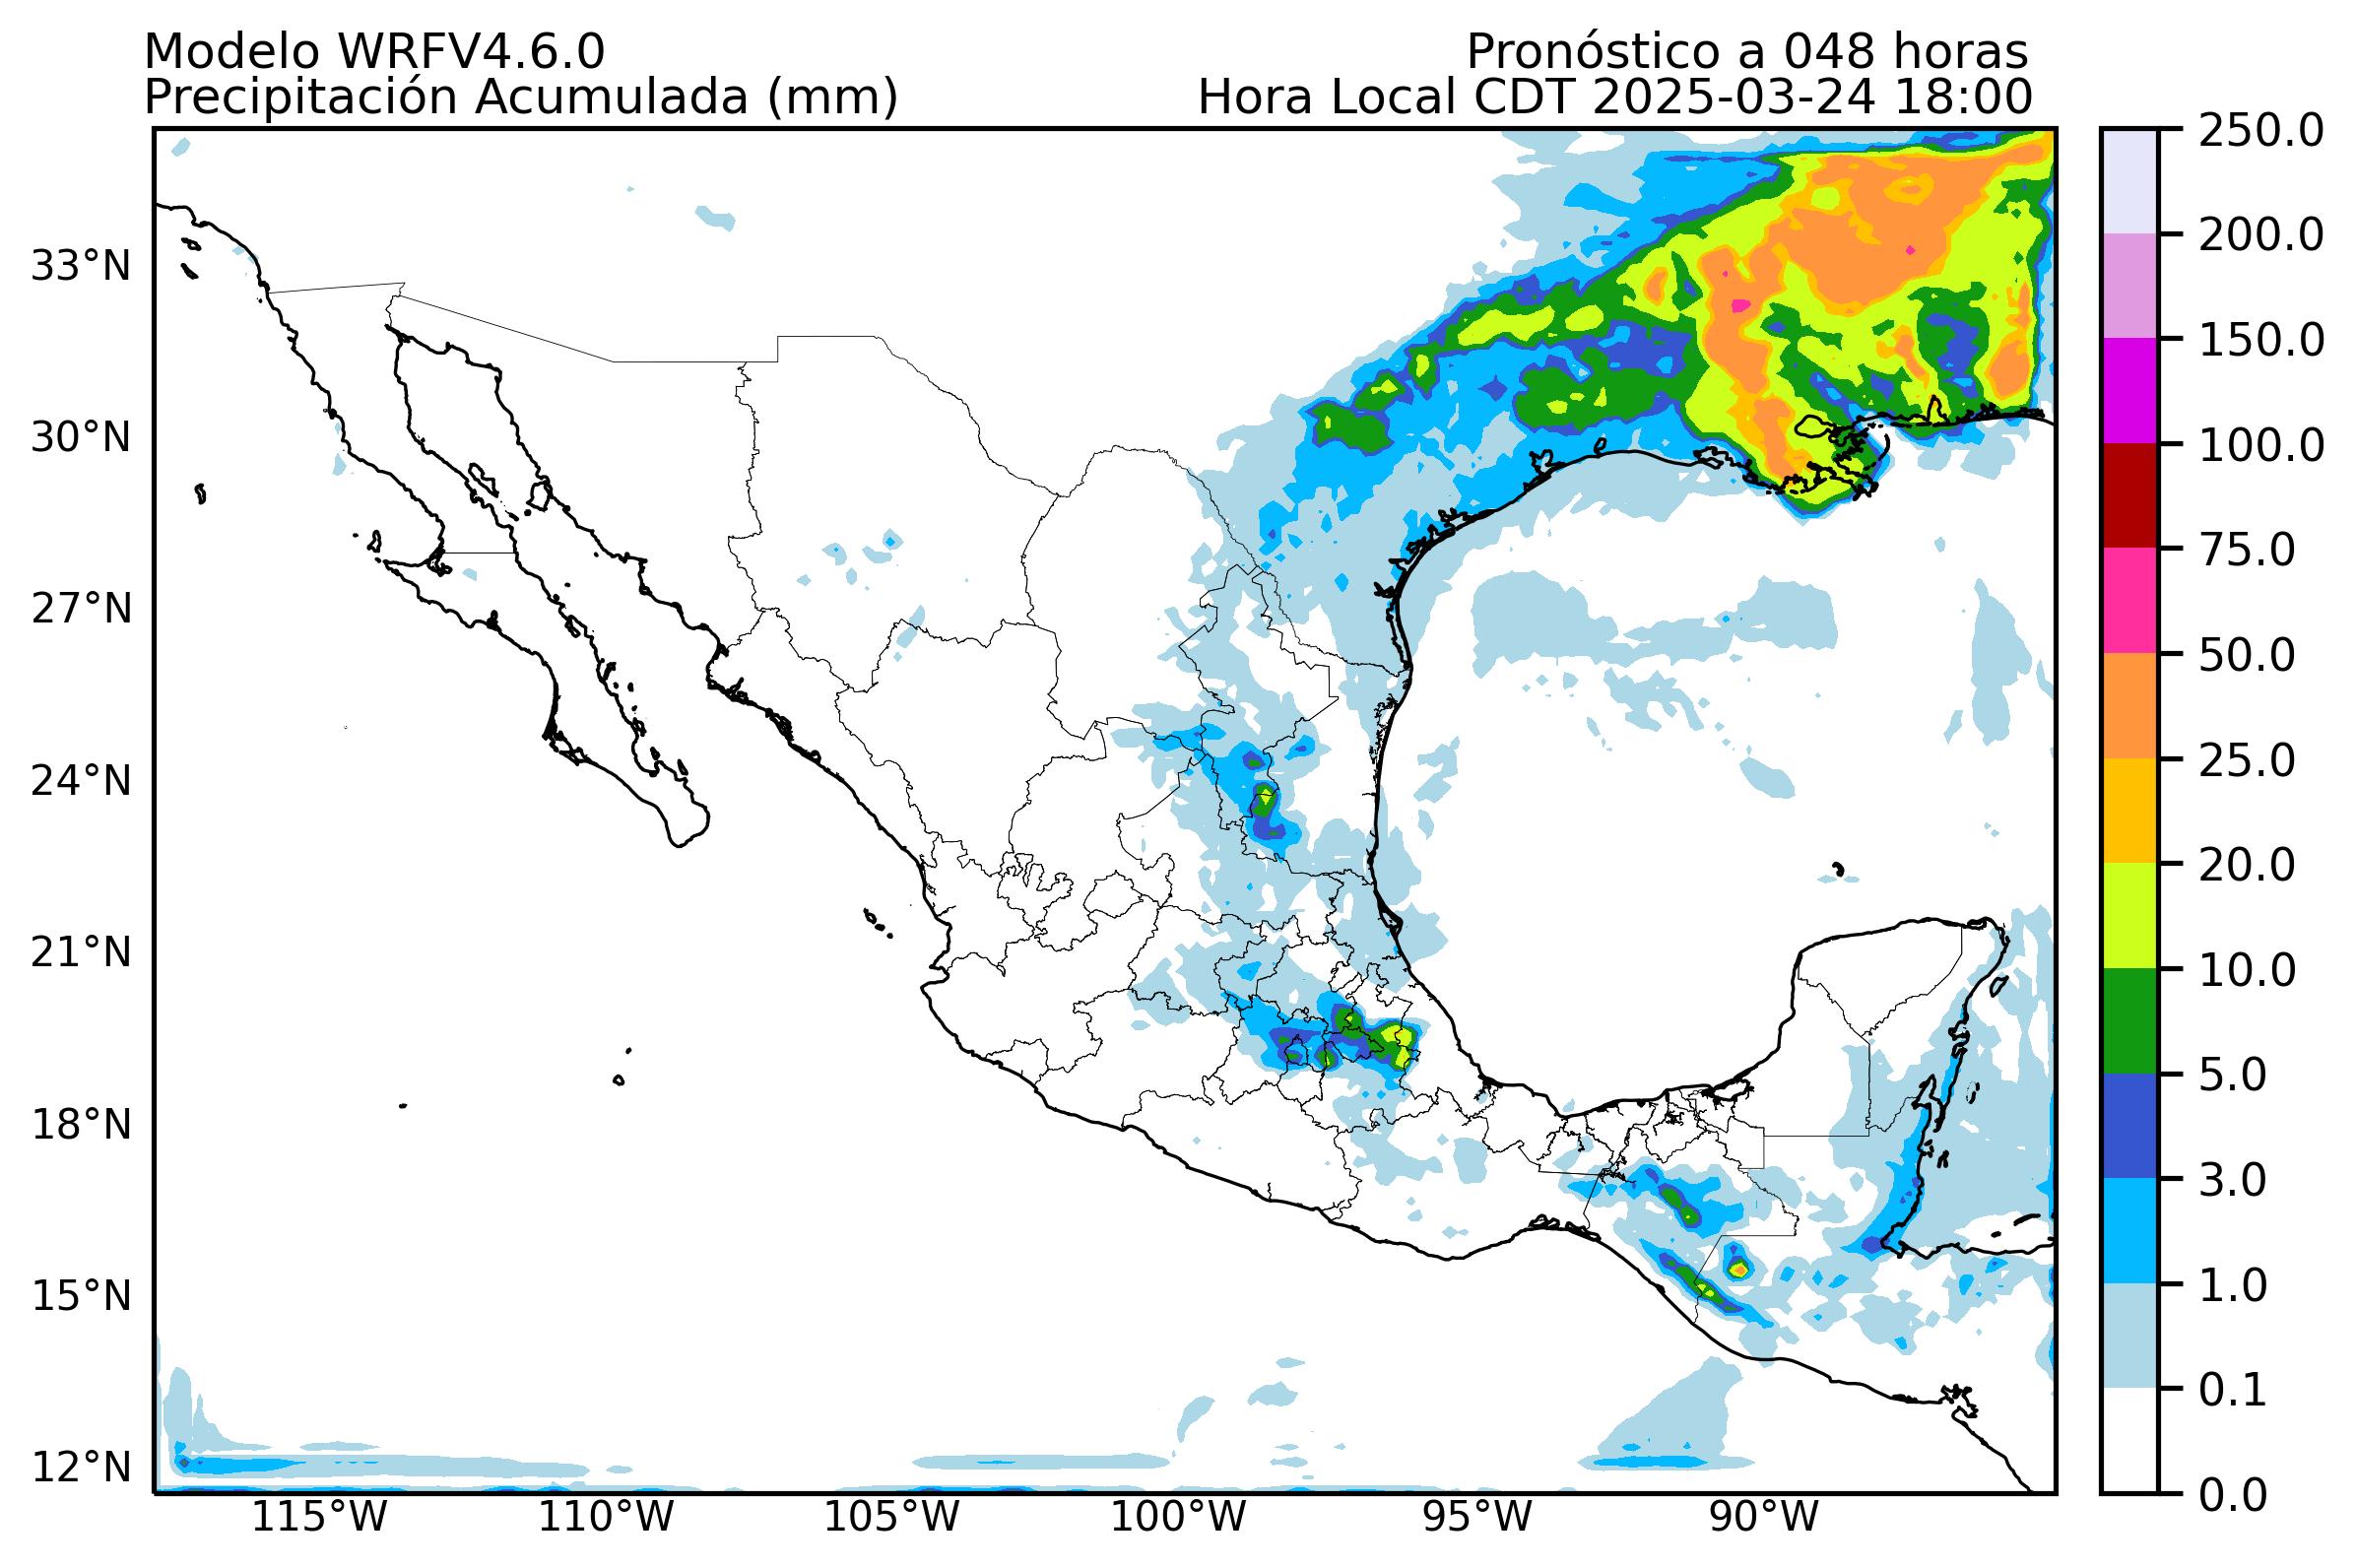 Modelo WRFV4.6.0
Pronóstico a 048 horas
Precipitación Acumulada (mm)
Hora Local CDT 2025-03-24 18:00
33°N
30°N
27°N
24°N
21°N
18°N
15°N
12°N
115°W
110°W
105°W
100°W
95°W
90°W
250.0
200.0
150.0
100.0
75.0
50.0
25.0
20.0
10.0
5.0
3.0
1.0
0.1
0.0